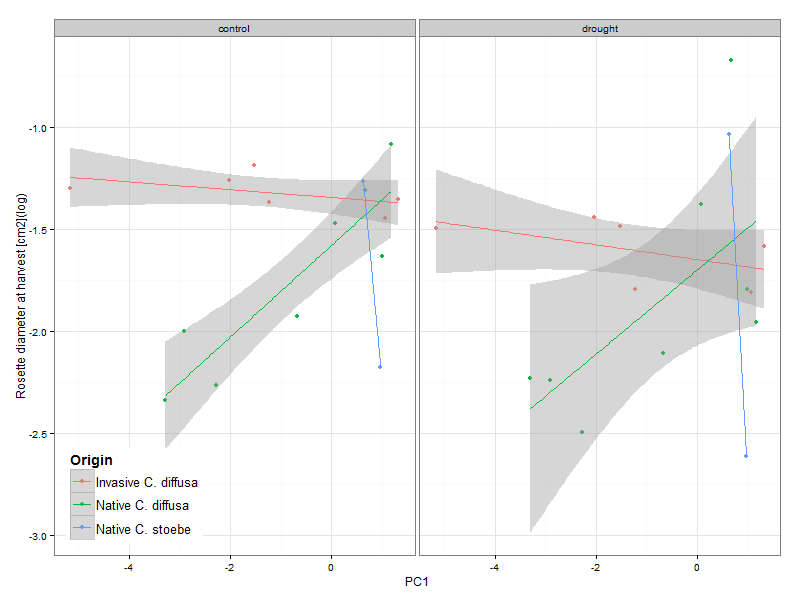 control
drought
Rosette diameter at harvest [cm2](log)
-1.0
-1.5
-2.0
-2.5
-3.0
Origin
Invasive C. diffusa
Native C. diffusa
Native C. stoebe
-4
-2
0
-4
-2
0
PC1